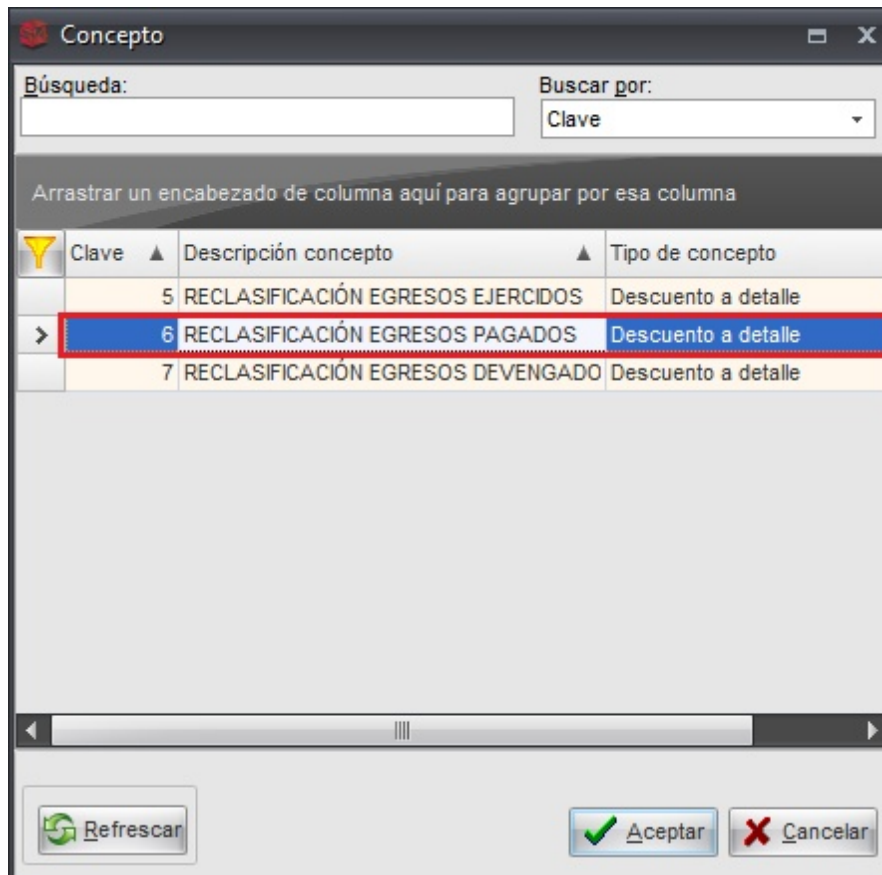 Concepto
Búsqueda: Buscar por:
Clave
Arrastrar un encabezado de columna aquí para agrupar por esa columna
Clave Descripción concepto Tipo de concepto
5 RECLASIFICACIÓN EGRESOS EJERCIDOS Descuento a detalle
6 RECLASIFICACIÓN EGRESOS PAGADOS Descuento a detalle
7 RECLASIFICACIÓN EGRESOS DEVENGADO Descuento a detalle
Refrescar Aceptar Cancelar